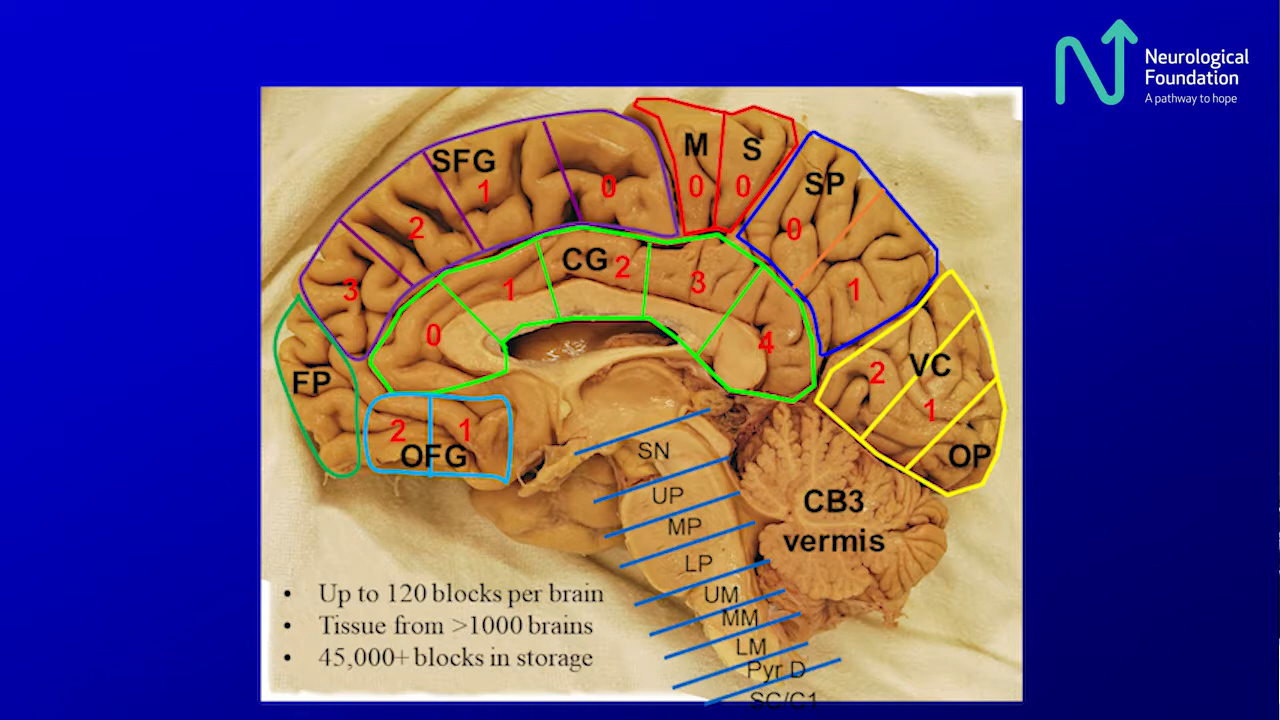 Neurological
Foundation
A pathway to hope
M
S
SFG
SP
1
0
0
0
2
0
CG
2
3
1
3
1
0
4
2
VC
FP
1
2
1
OFG
OP
SN
UP
CB3
MP
vermis
LP
• Up to 120 blocks per brain
UM
MM
• Tissue from >1000 brains
LM
• 45,000+ blocks in storage
Pyr D
SC/C1